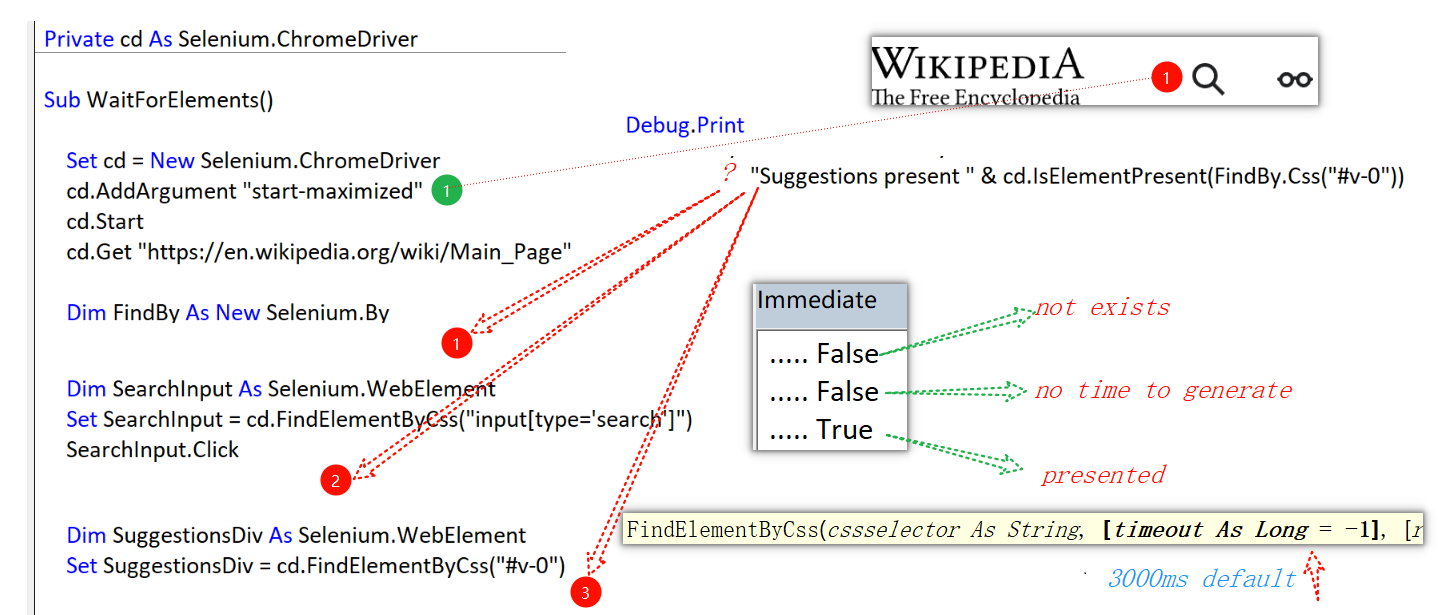 Private cd As Selenium.ChromeDriver
Sub WaitForElements()
Set cd = New Selenium.ChromeDriver
cd.AddArgument "start-maximized" 1
cd.Start
cd.Get "https://en.wikipedia.org/wiki/Main_Page"
Dim FindBy As New Selenium.By
1
Dim SearchInput As Selenium.WebElement
Set SearchInput = cd.FindElementByCss("input[type='search']")
SearchInput.Click
2
Dim SuggestionsDiv As Selenium.WebElement
Set SuggestionsDiv = cd.FindElementByCss("#v-0")
3
WIKIPEDIA
The Free Encyclopedia
1
Debug.Print
? "Suggestions present " & cd.IsElementPresent(FindBy.Css("#v-0"))
Immediate
..... False
..... False
..... True
not exists
no time to generate
presented
FindElementByCss(cssselector As String, [timeout As Long = -1], [r
3000ms default